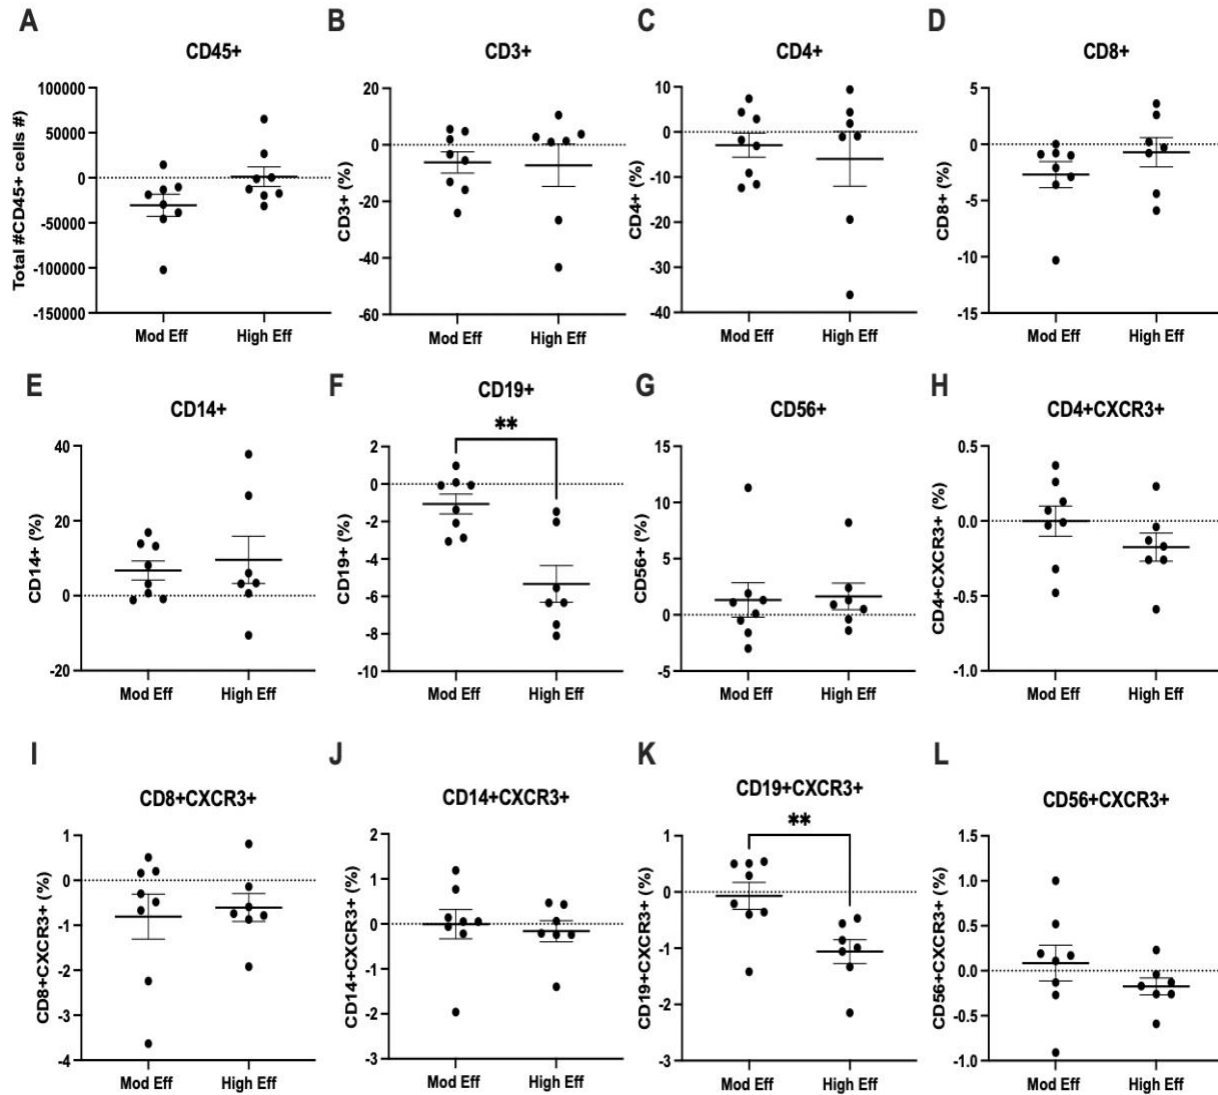 A
CD45+
Total #CD45+ cells #)
100000
50000
0
-50000
-100000
-150000
Mod Eff
High Eff
B
CD3+
CD3+ (%)
20
0
-20
-40
-60
Mod Eff
High Eff
C
CD4+
CD4+ (%)
10
0
-10
-20
-30
-40
Mod Eff
High Eff
D
CD8+
CD8+ (%)
5
0
-5
-10
-15
Mod Eff
High Eff
E
CD14+
CD14+ (%)
40
20
0
-20
Mod Eff
High Eff
F
CD19+
**
CD19+ (%)
2
0
-2
-4
-6
-8
-10
Mod Eff
High Eff
G
CD56+
CD56+ (%)
15
10
5
0
-5
Mod Eff
High Eff
H
CD4+CXCR3+
CD4+CXCR3+ (%)
0.5
0.0
-0.5
-1.0
Mod Eff
High Eff
I
CD8+CXCR3+
CD8+CXCR3+ (%)
1
0
-1
-2
-3
-4
Mod Eff
High Eff
J
CD14+CXCR3+
CD14+CXCR3+ (%)
2
1
0
-1
-2
-3
Mod Eff
High Eff
K
CD19+CXCR3+
**
CD19+CXCR3+ (%)
1
0
-1
-2
-3
Mod Eff
High Eff
L
CD56+CXCR3+
CD56+CXCR3+ (%)
1.5
1.0
0.5
0.0
-0.5
-1.0
Mod Eff
High Eff